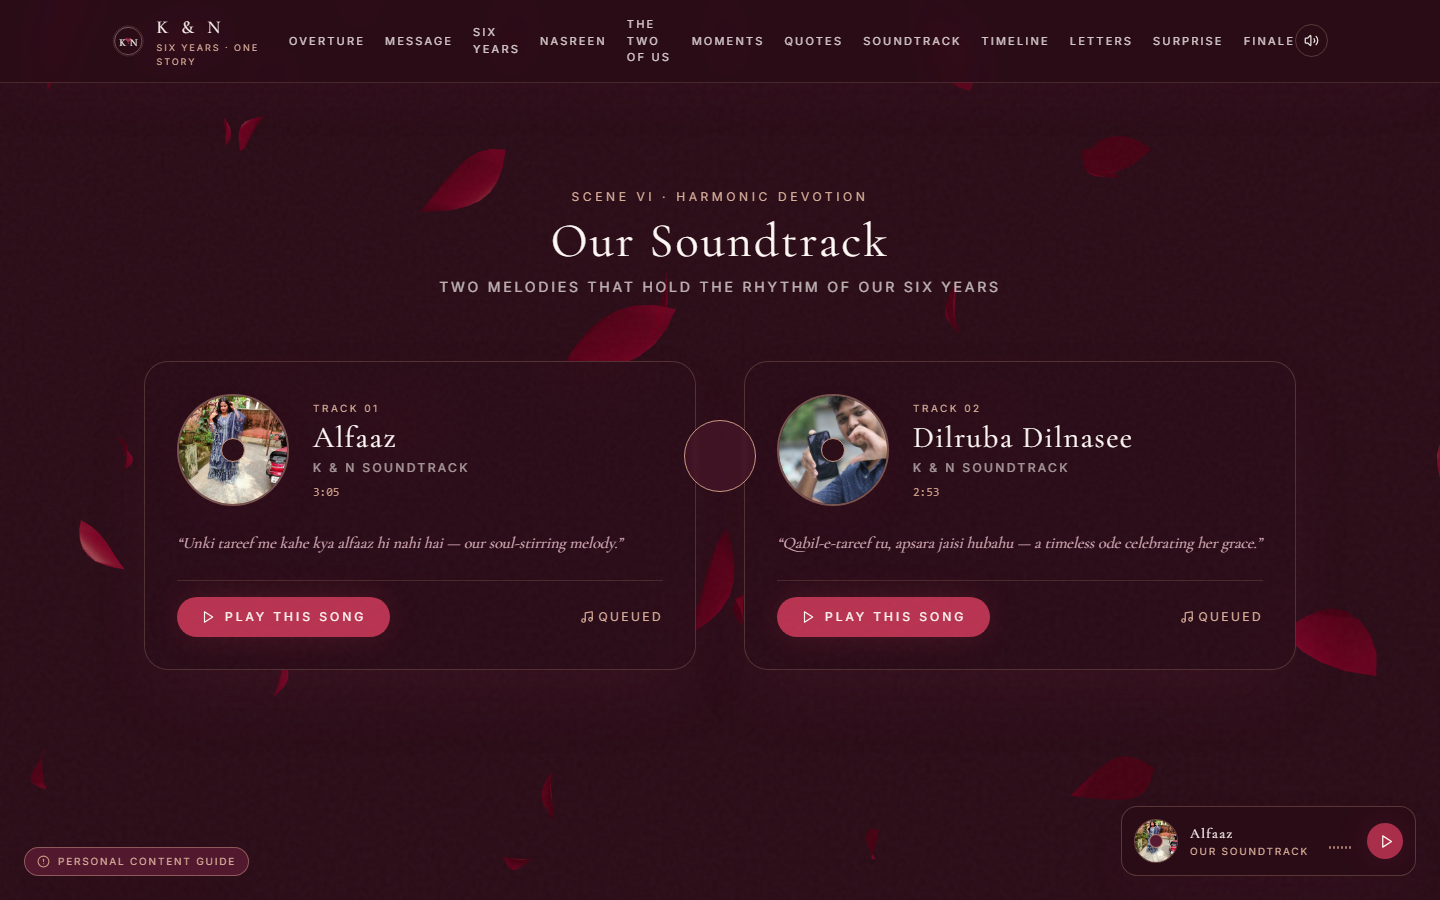 K & N
SIX YEARS · ONE
STORY
OVERTURE
MESSAGE
SIX
YEARS
NASREEN
THE
TWO
OF US
MOMENTS
QUOTES
SOUNDTRACK
TIMELINE
LETTERS
SURPRISE
FINALE
SCENE VI · HARMONIC DEVOTION
Our Soundtrack
TWO MELODIES THAT HOLD THE RHYTHM OF OUR SIX YEARS
TRACK 01
Alfaaz
K & N SOUNDTRACK
3:05
“Unki tareef me kahe kya alfaaz hi nahi hai — our soul-stirring melody.”
PLAY THIS SONG
QUEUED
TRACK 02
Dilruba Dilnasee
K & N SOUNDTRACK
2:53
“Qabil-e-tareef tu, apsara jaisi hubahu — a timeless ode celebrating her grace.”
PLAY THIS SONG
QUEUED
PERSONAL CONTENT GUIDE
Alfaaz
OUR SOUNDTRACK